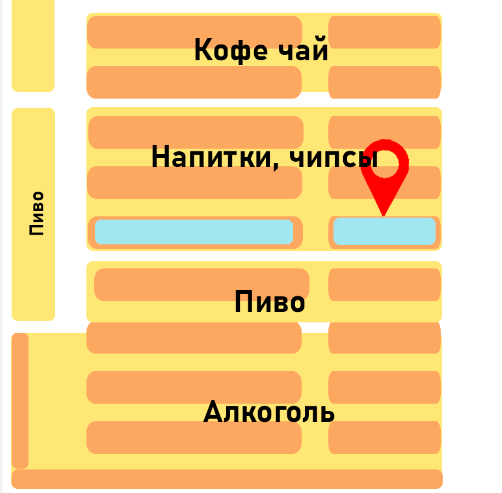 Кофе чай
Напитки, чипсы
Пиво
Пиво
Алкоголь